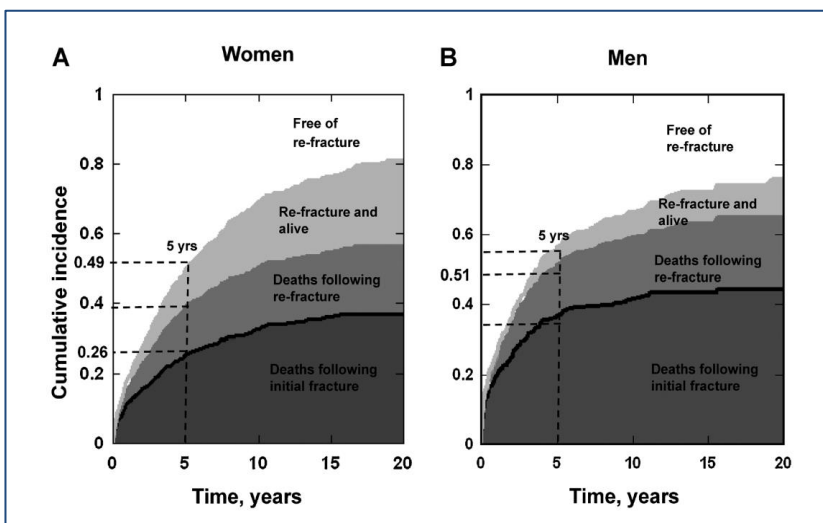 A
Women
B
Men
Cumulative incidence
1
0.8
0.6
0.49
0.4
0.26
0.2
0
Free of
re-fracture
Re-fracture and
alive
5 yrs
Deaths following
re-fracture
Deaths following
initial fracture
0
5
10
15
20
Time, years
1
0.8
0.6
0.51
0.4
0.2
0
Free of
re-fracture
Re-fracture and
alive
5 yrs
Deaths following
re-fracture
Deaths following
initial fracture
0
5
10
15
20
Time, years